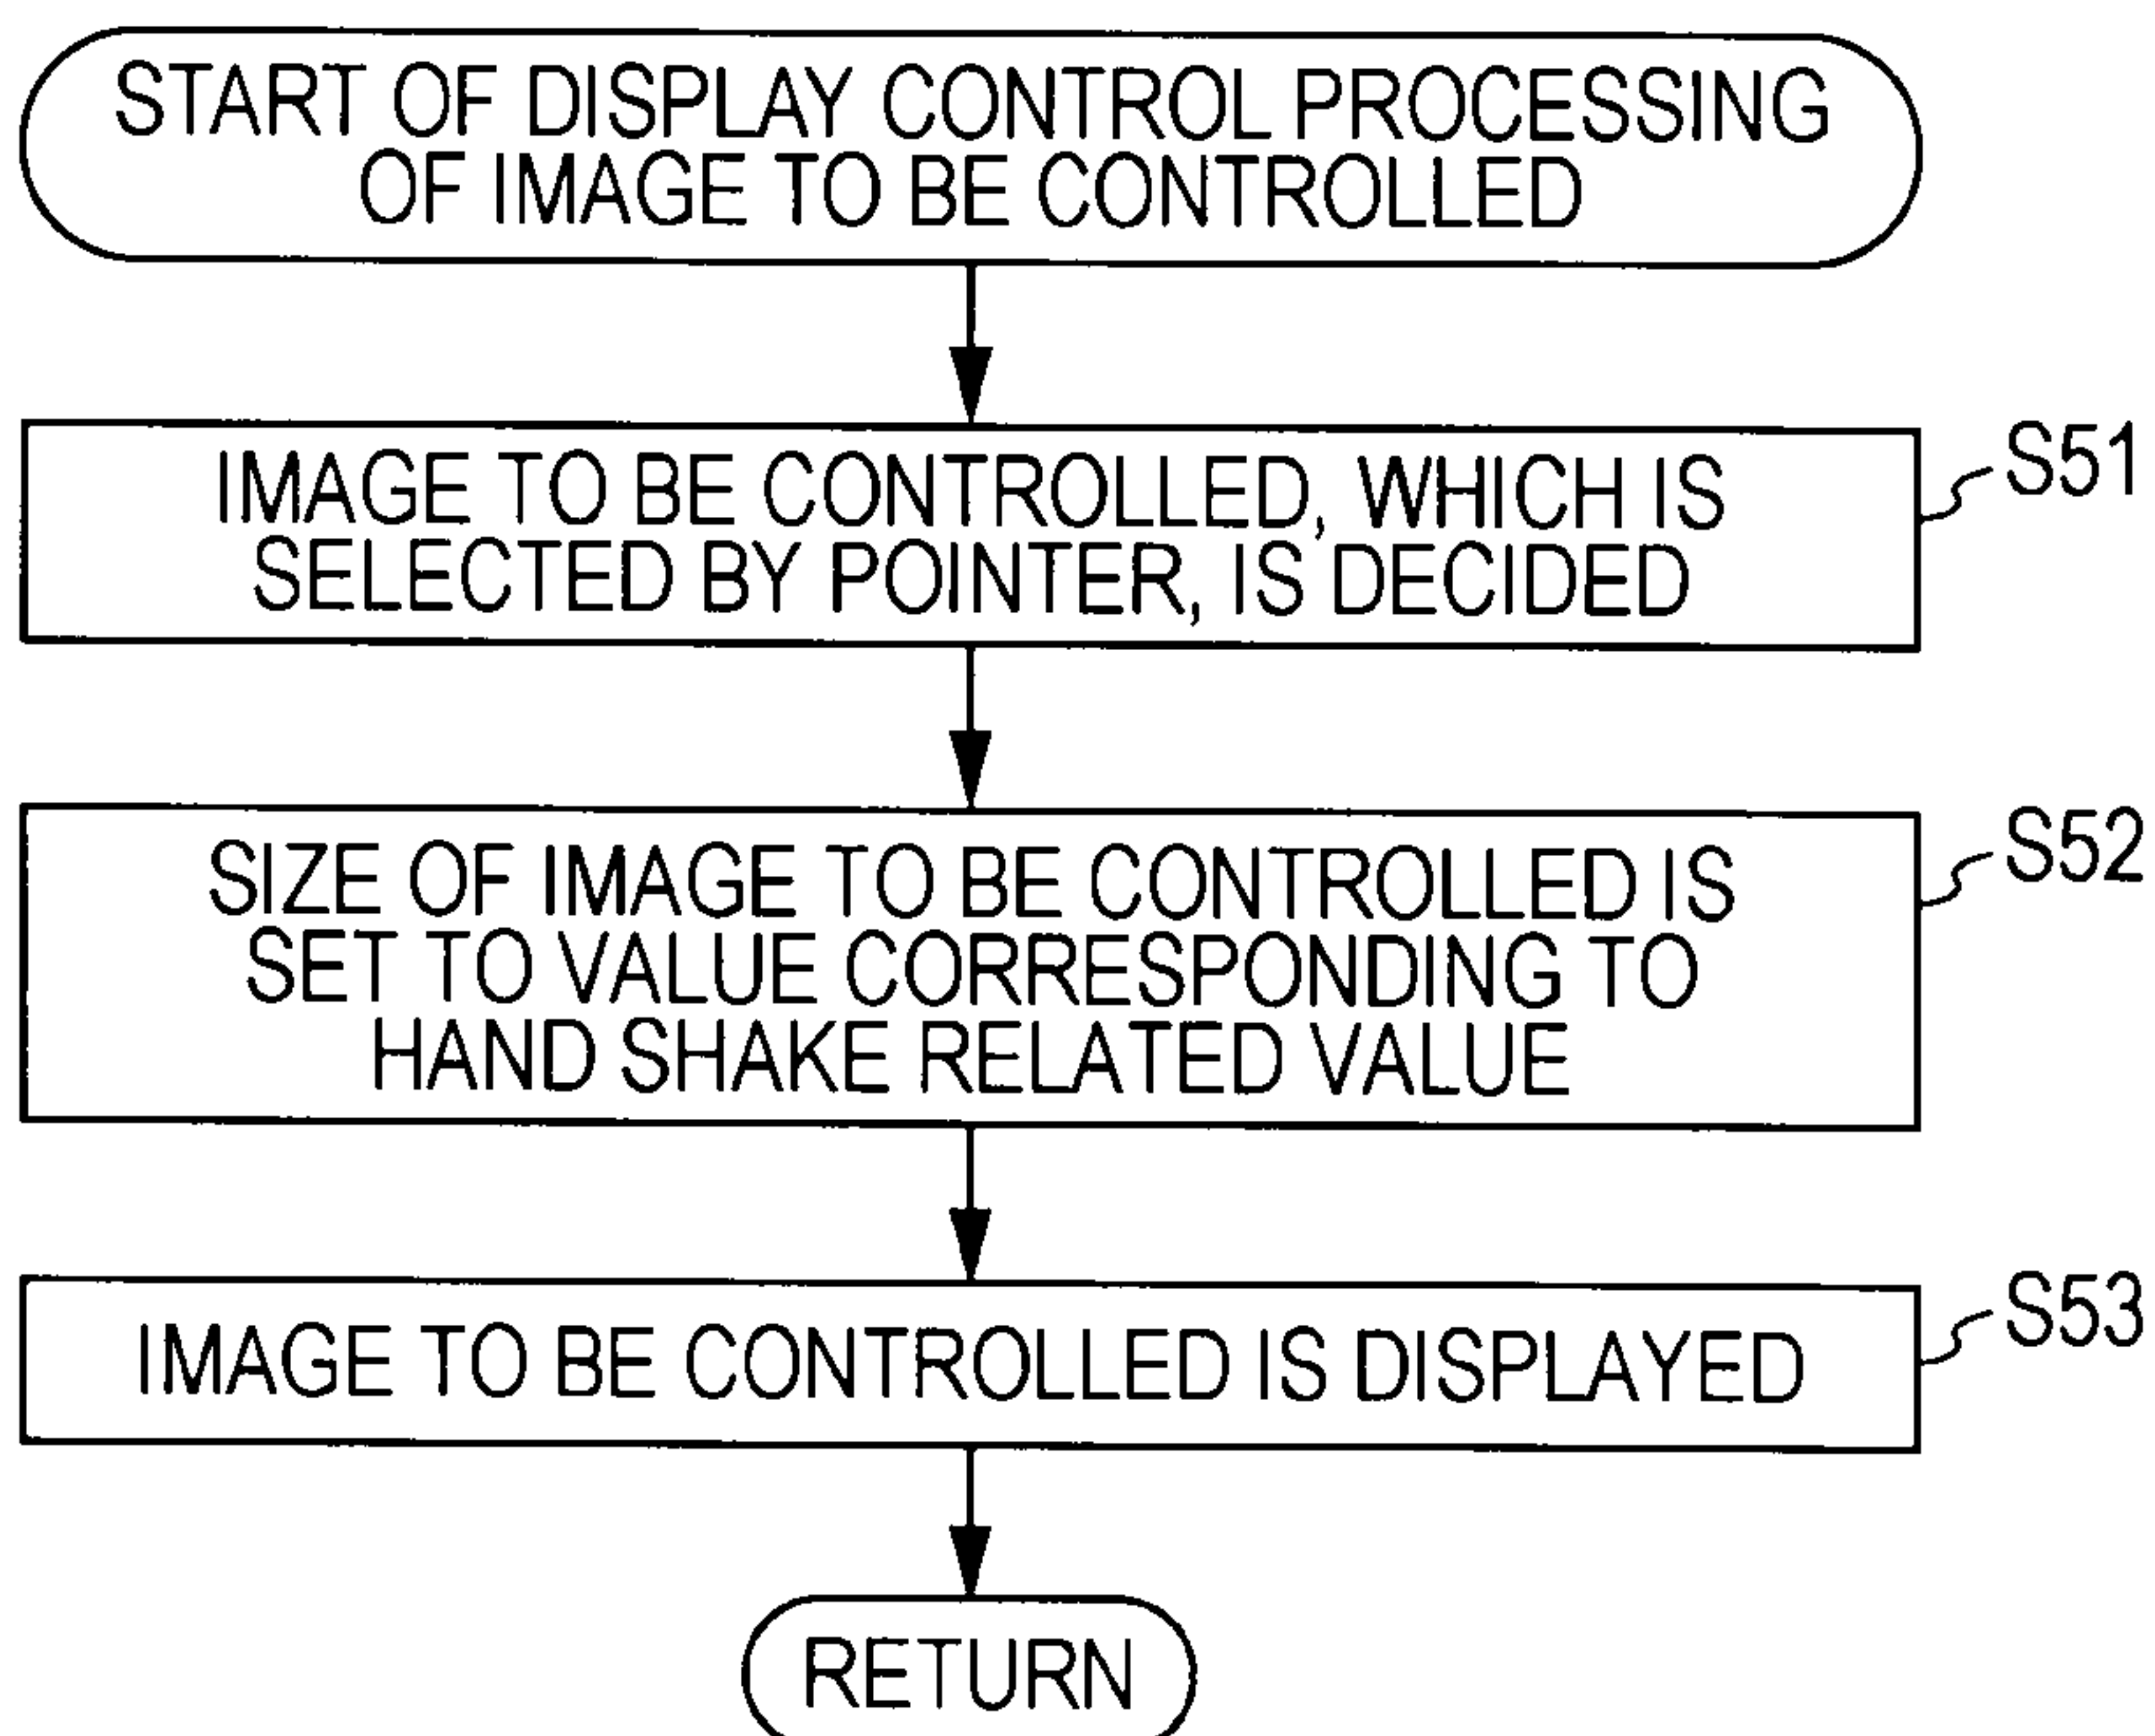 START OF DISPLAY CONTROL PROCESSING
OF IMAGE TO BE CONTROLLED
IMAGE TO BE CONTROLLED, WHICH IS
SELECTED BY POINTER, IS DECIDED
S51
SIZE OF IMAGE TO BE CONTROLLED IS
SET TO VALUE CORRESPONDING TO
HAND SHAKE RELATED VALUE
S52
IMAGE TO BE CONTROLLED IS DISPLAYED
S53
RETURN